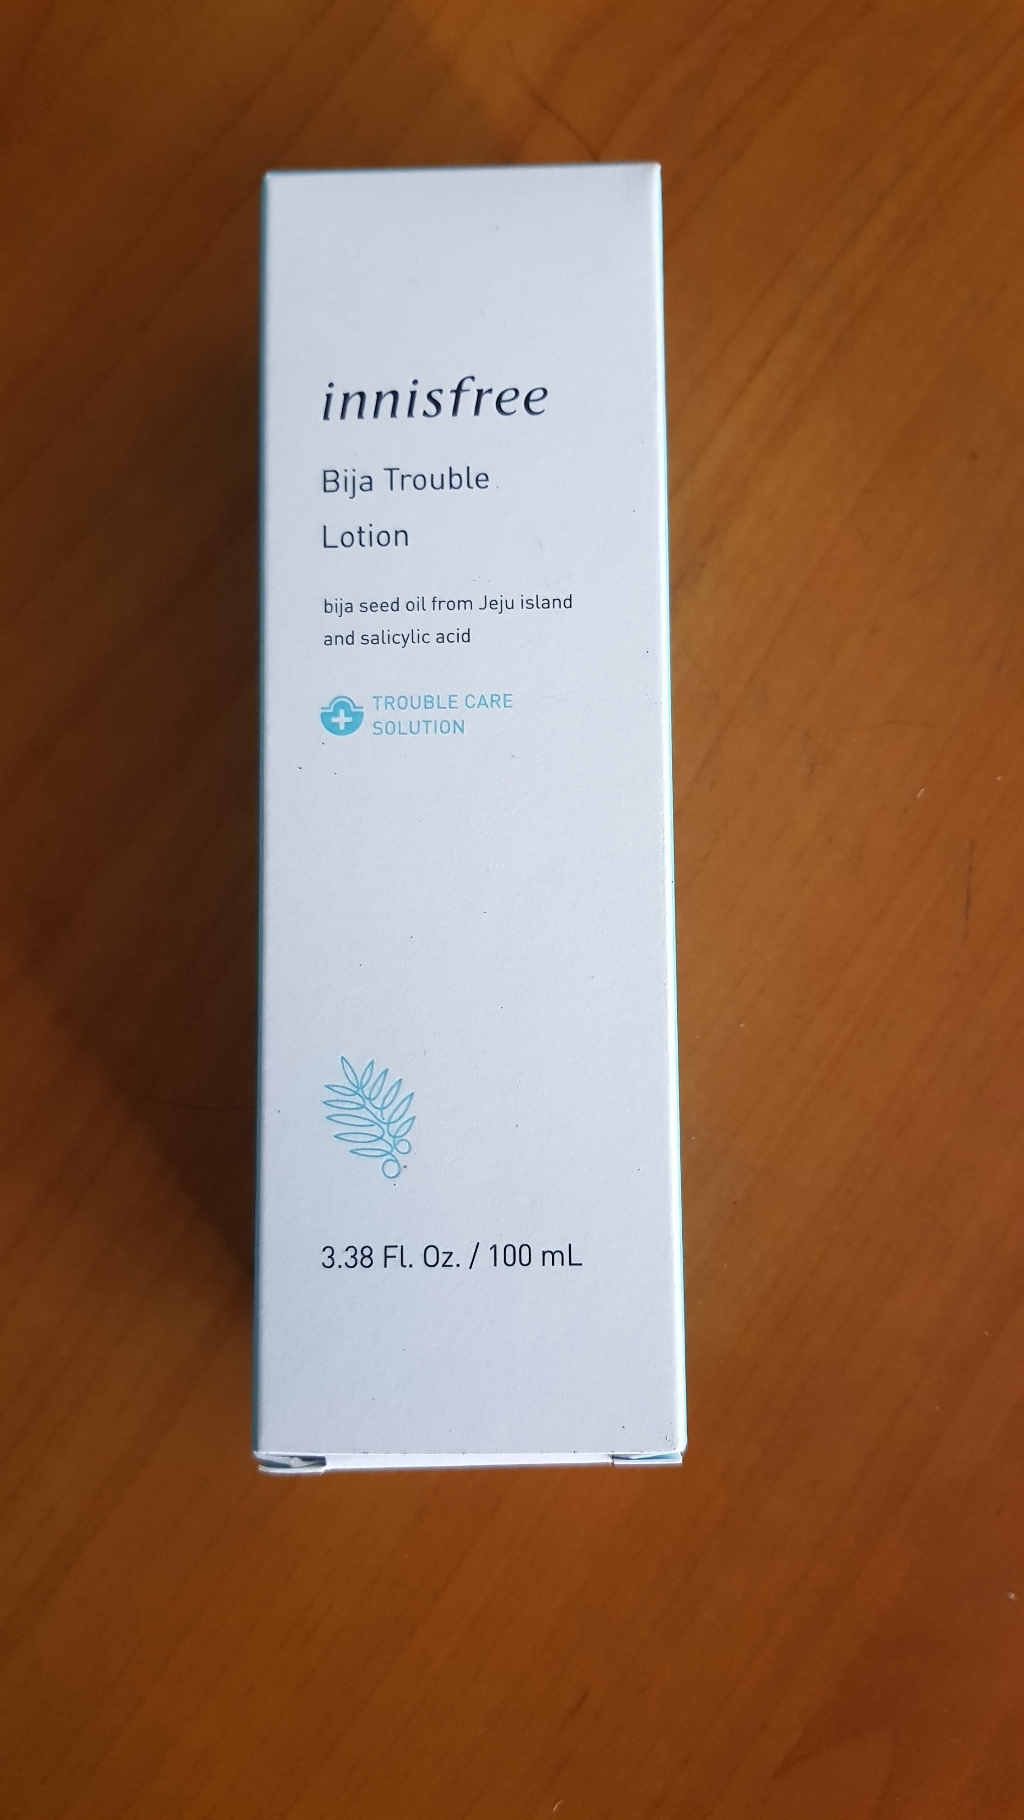 innisfree
Bija Trouble
Lotion
bija seed oil from Jeju island
and salicylic acid
TROUBLE CARE
SOLUTION
3.38 Fl. Oz. / 100 mL